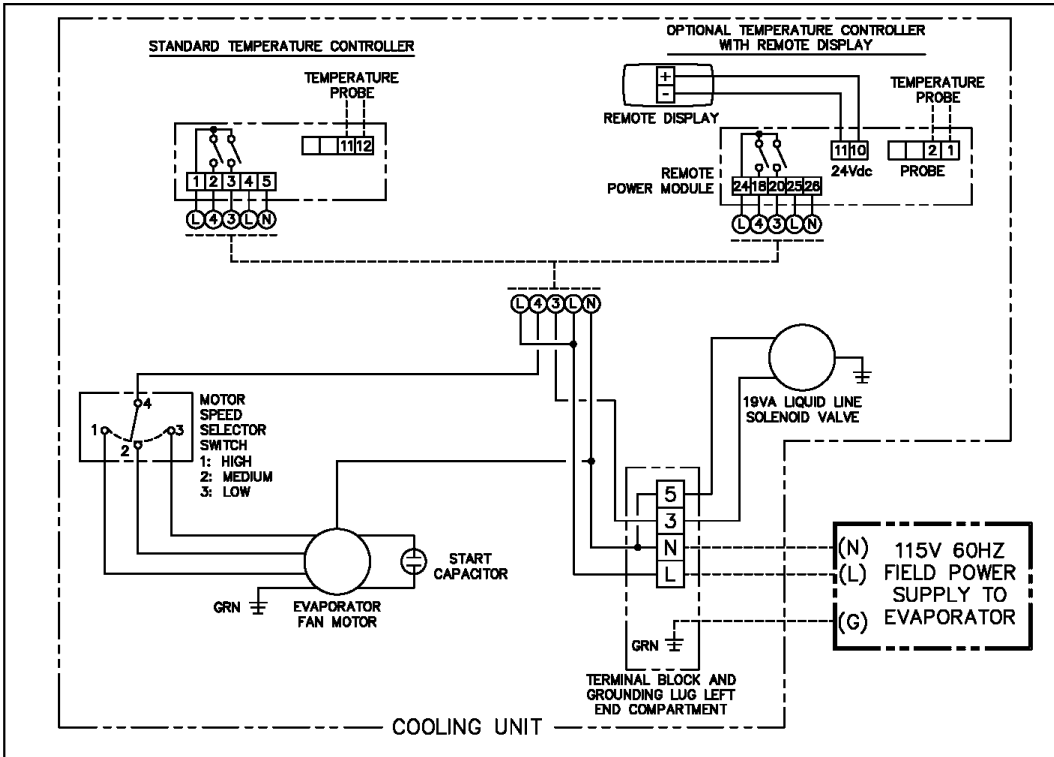 STANDARD TEMPERATURE CONTROLLER
TEMPERATURE
PROBE
11 12
1 2 3 4 5
L 4 3 L N
OPTIONAL TEMPERATURE CONTROLLER
WITH REMOTE DISPLAY
+
-
REMOTE DISPLAY
TEMPERATURE
PROBE
11 10
24Vdc
2 1
PROBE
REMOTE
POWER MODULE
24 18 20 25 26
L 4 3 L N
L 4 3 L N
4
1
3
2
MOTOR
SPEED
SELECTOR
SWITCH
1: HIGH
2: MEDIUM
3: LOW
19VA LIQUID LINE
SOLENOID VALVE
START
CAPACITOR
GRN
EVAPORATOR
FAN MOTOR
5
3
N
L
GRN
TERMINAL BLOCK AND
GROUNDING LUG LEFT
END COMPARTMENT
(N)
(L)
(G)
115V 60HZ
FIELD POWER
SUPPLY TO
EVAPORATOR
COOLING UNIT